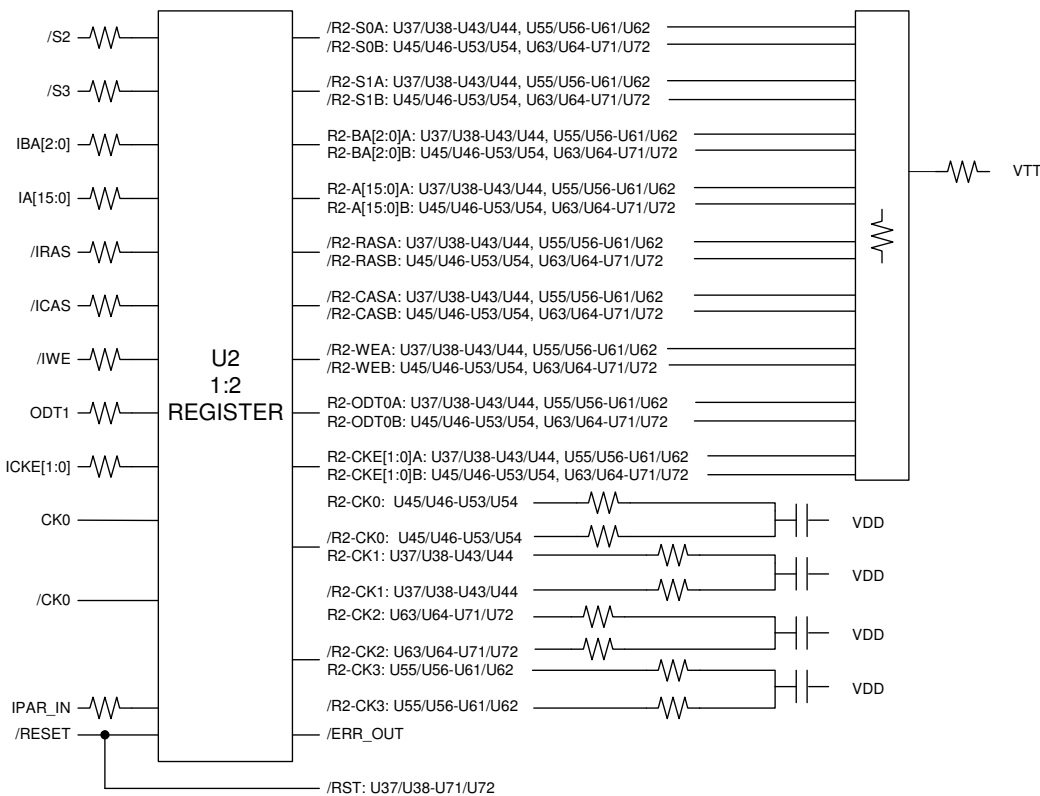 /S2
/S3
IBA[2:0]
IA[15:0]
/IRAS
/ICAS
/IWE
ODT1
ICKE[1:0]
CK0
/CK0
IPAR_IN
/RESET
U2
1:2
REGISTER
/R2-S0A: U37/U38-U43/U44, U55/U56-U61/U62
/R2-S0B: U45/U46-U53/U54, U63/U64-U71/U72
/R2-S1A: U37/U38-U43/U44, U55/U56-U61/U62
/R2-S1B: U45/U46-U53/U54, U63/U64-U71/U72
R2-BA[2:0]A: U37/U38-U43/U44, U55/U56-U61/U62
R2-BA[2:0]B: U45/U46-U53/U54, U63/U64-U71/U72
R2-A[15:0]A: U37/U38-U43/U44, U55/U56-U61/U62
R2-A[15:0]B: U45/U46-U53/U54, U63/U64-U71/U72
/R2-RASA: U37/U38-U43/U44, U55/U56-U61/U62
/R2-RASB: U45/U46-U53/U54, U63/U64-U71/U72
/R2-CASA: U37/U38-U43/U44, U55/U56-U61/U62
/R2-CASB: U45/U46-U53/U54, U63/U64-U71/U72
/R2-WEA: U37/U38-U43/U44, U55/U56-U61/U62
/R2-WEB: U45/U46-U53/U54, U63/U64-U71/U72
R2-ODT0A: U37/U38-U43/U44, U55/U56-U61/U62
R2-ODT0B: U45/U46-U53/U54, U63/U64-U71/U72
R2-CKE[1:0]A: U37/U38-U43/U44, U55/U56-U61/U62
R2-CKE[1:0]B: U45/U46-U53/U54, U63/U64-U71/U72
R2-CK0: U45/U46-U53/U54
/R2-CK0: U45/U46-U53/U54
R2-CK1: U37/U38-U43/U44
/R2-CK1: U37/U38-U43/U44
R2-CK2: U63/U64-U71/U72
/R2-CK2: U63/U64-U71/U72
R2-CK3: U55/U56-U61/U62
/R2-CK3: U55/U56-U61/U62
/ERR_OUT
/RST: U37/U38-U71/U72
VTT
VDD
VDD
VDD
VDD